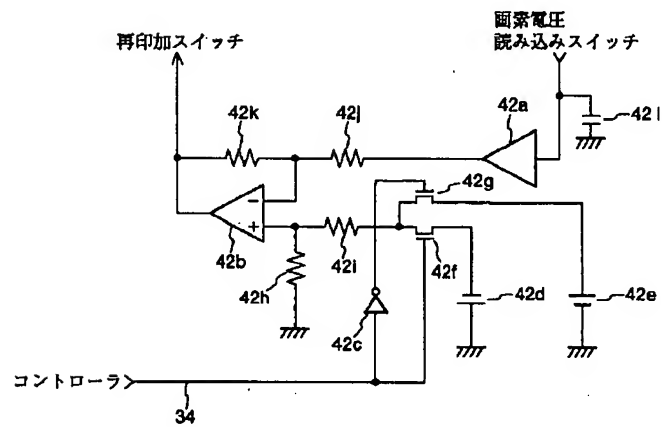 画素電圧
再印加スイッチ
読み込みスイッチ
42k
42j
42a
42l
42g
42b
42i
42f
42h
42d
42e
42c
コントローラ
34